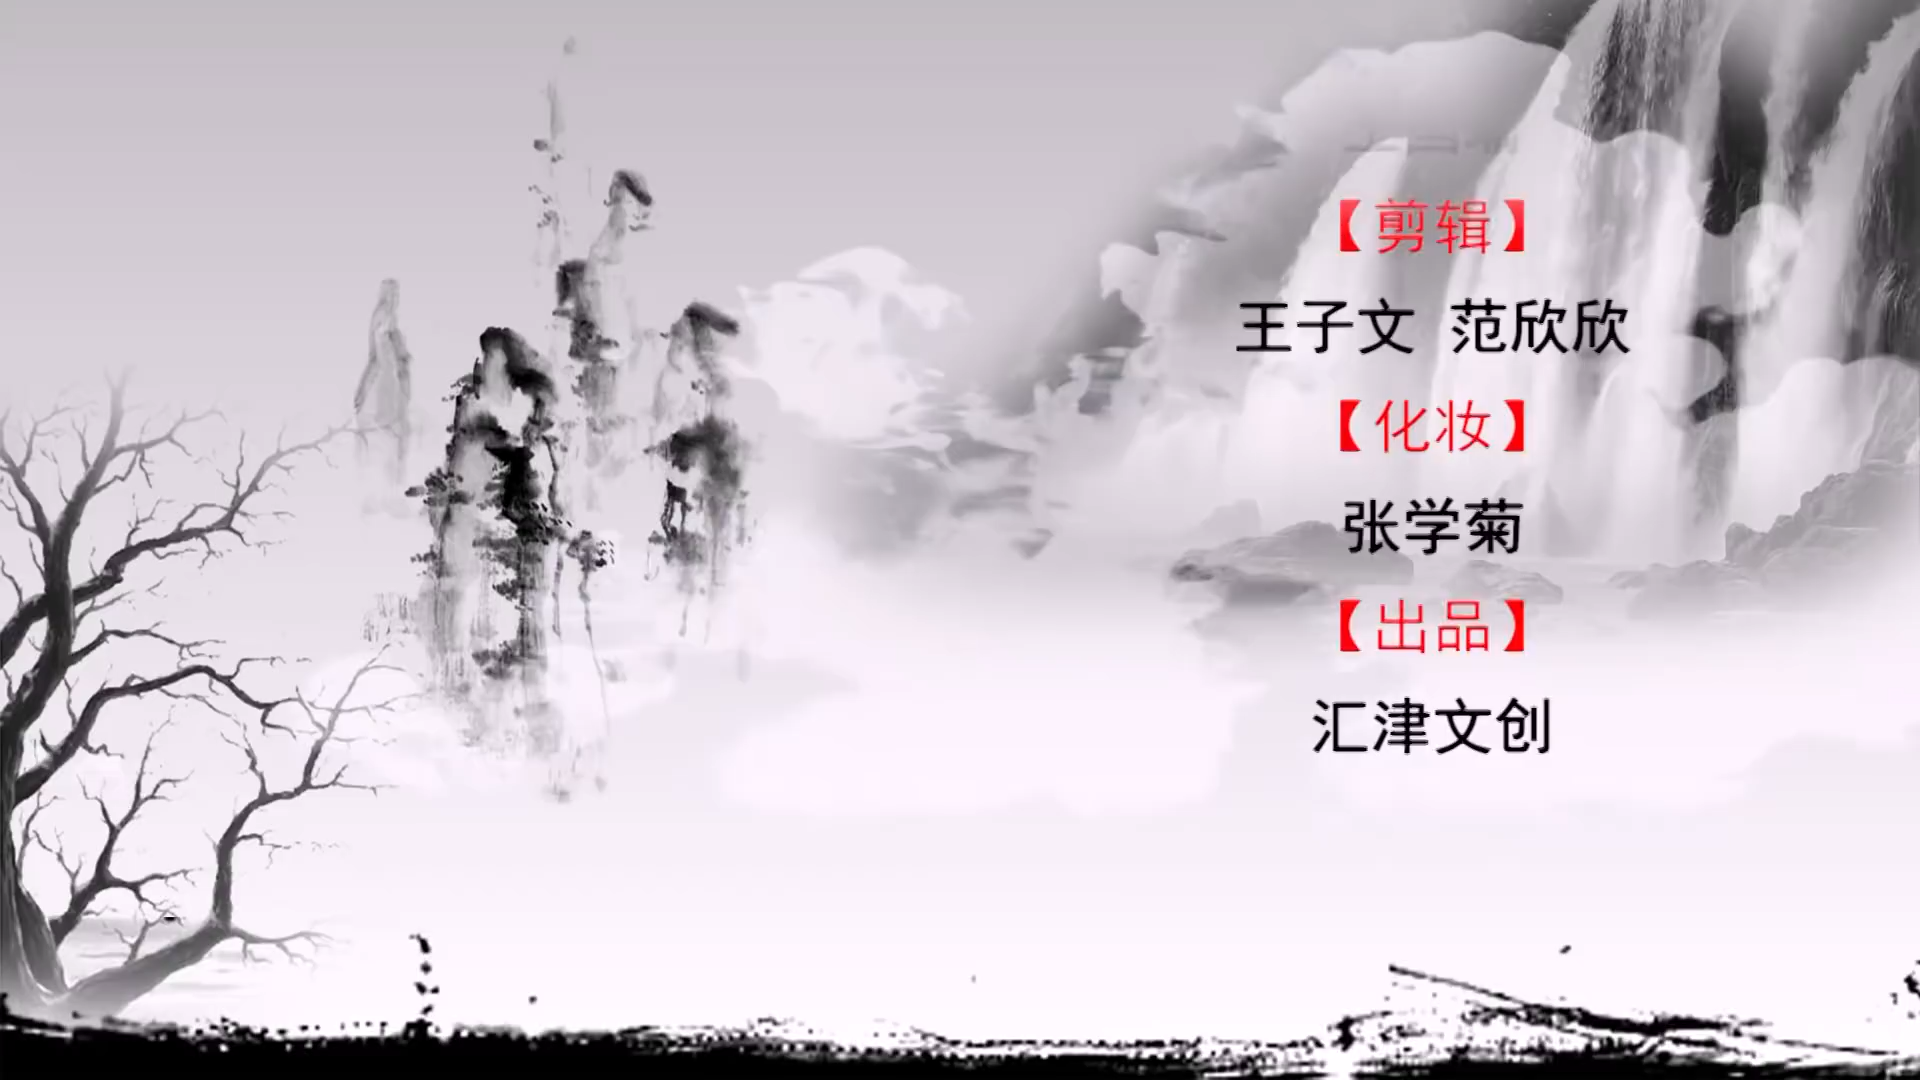 【剪辑】
王子文 范欣欣
【化妆】
张学菊
【出品】
汇津文创